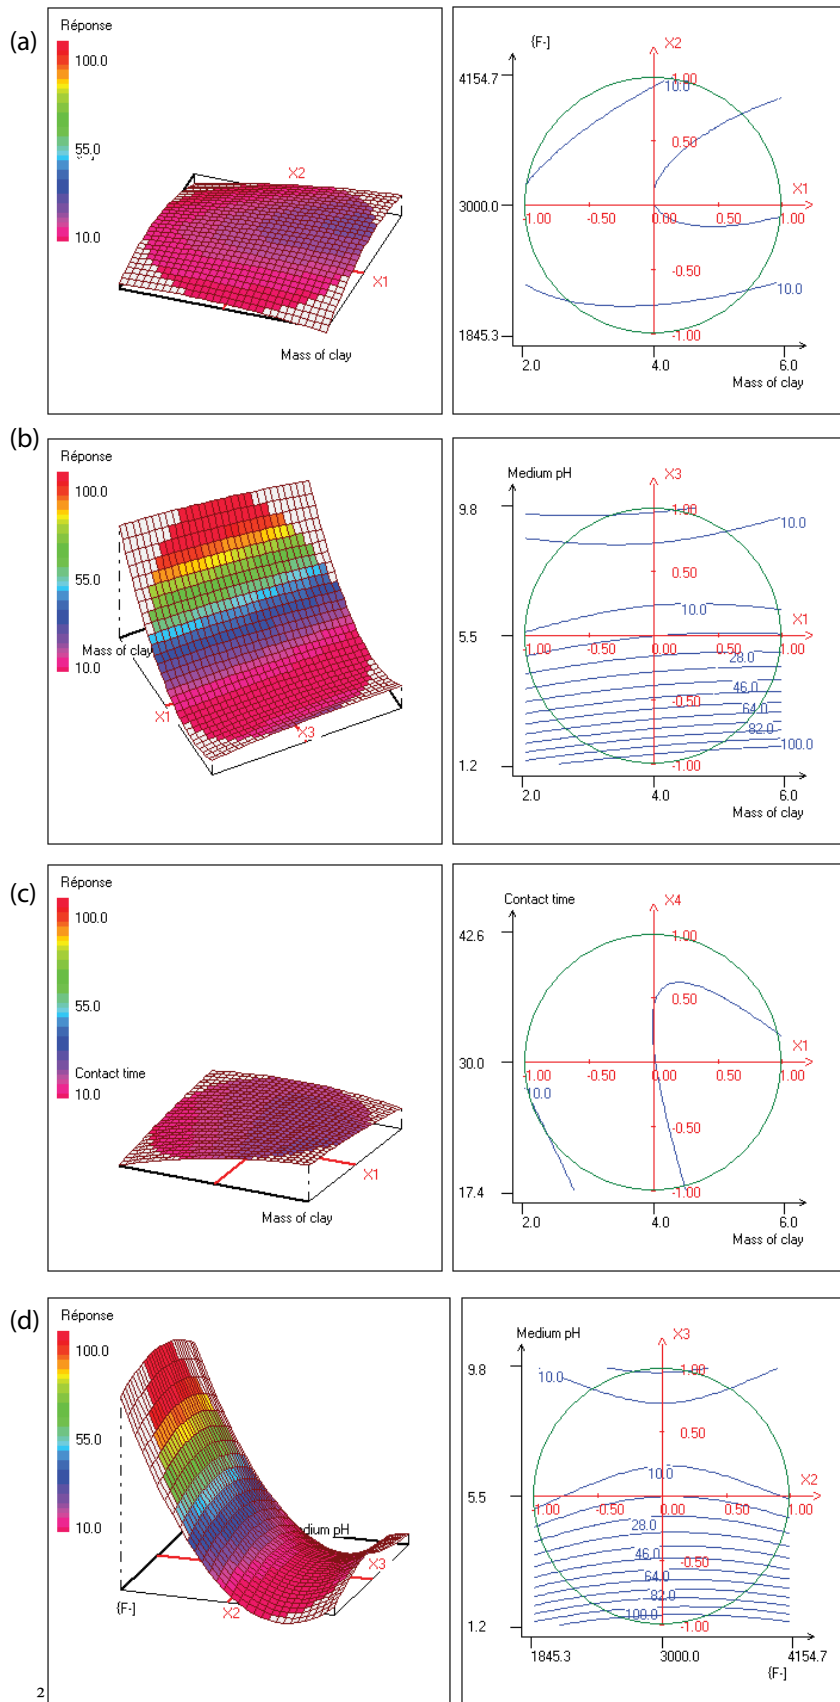 (a)
Réponse
100.0
55.0
10.0
X2
X1
Mass of clay
{F-]
X2
4154.7
1.00
10.0
0.50
X1
3000.0
-1.00
-0.50
0.00
0.50
1.00
-0.50
10.0
1845.3
-1.00
2.0
4.0
6.0
Mass of clay
(b)
Réponse
100.0
55.0
10.0
Mass of clay
X1
X3
Medium pH
X3
9.8
1.00
10.0
0.50
10.0
X1
5.5
-1.00
-0.50
0.00
0.50
1.00
28.0
46.0
-0.50
64.0
82.0
100.0
1.2
-1.00
2.0
4.0
6.0
Mass of clay
(c)
Réponse
100.0
55.0
Contact time
10.0
X1
Mass of clay
Contact time
X4
42.6
1.00
0.50
X1
30.0
-1.00
-0.50
0.00
0.50
1.00
10.0
-0.50
17.4
-1.00
2.0
4.0
6.0
Mass of clay
(d)
Réponse
100.0
55.0
10.0
edium pH
X3
X2
{F-]
Medium pH
X3
9.8
1.00
10.0
0.50
10.0
X2
5.5
-1.00
-0.50
0.00
0.50
1.00
28.0
46.0
-0.50
64.0
82.0
100.0
1.2
-1.00
1845.3
3000.0
4154.7
{F-]
2